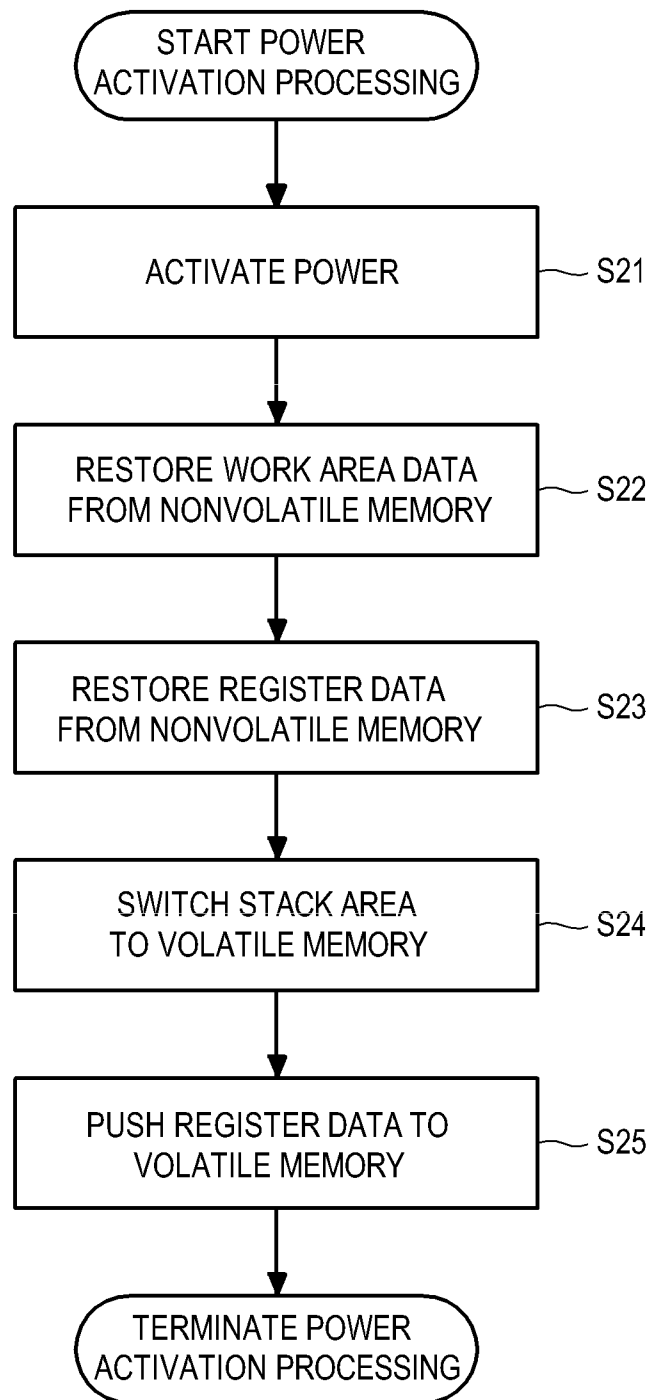 START POWER
ACTIVATION PROCESSING
ACTIVATE POWER
S21
RESTORE WORK AREA DATA
FROM NONVOLATILE MEMORY
S22
RESTORE REGISTER DATA
FROM NONVOLATILE MEMORY
S23
SWITCH STACK AREA
TO VOLATILE MEMORY
S24
PUSH REGISTER DATA TO
VOLATILE MEMORY
S25
TERMINATE POWER
ACTIVATION PROCESSING